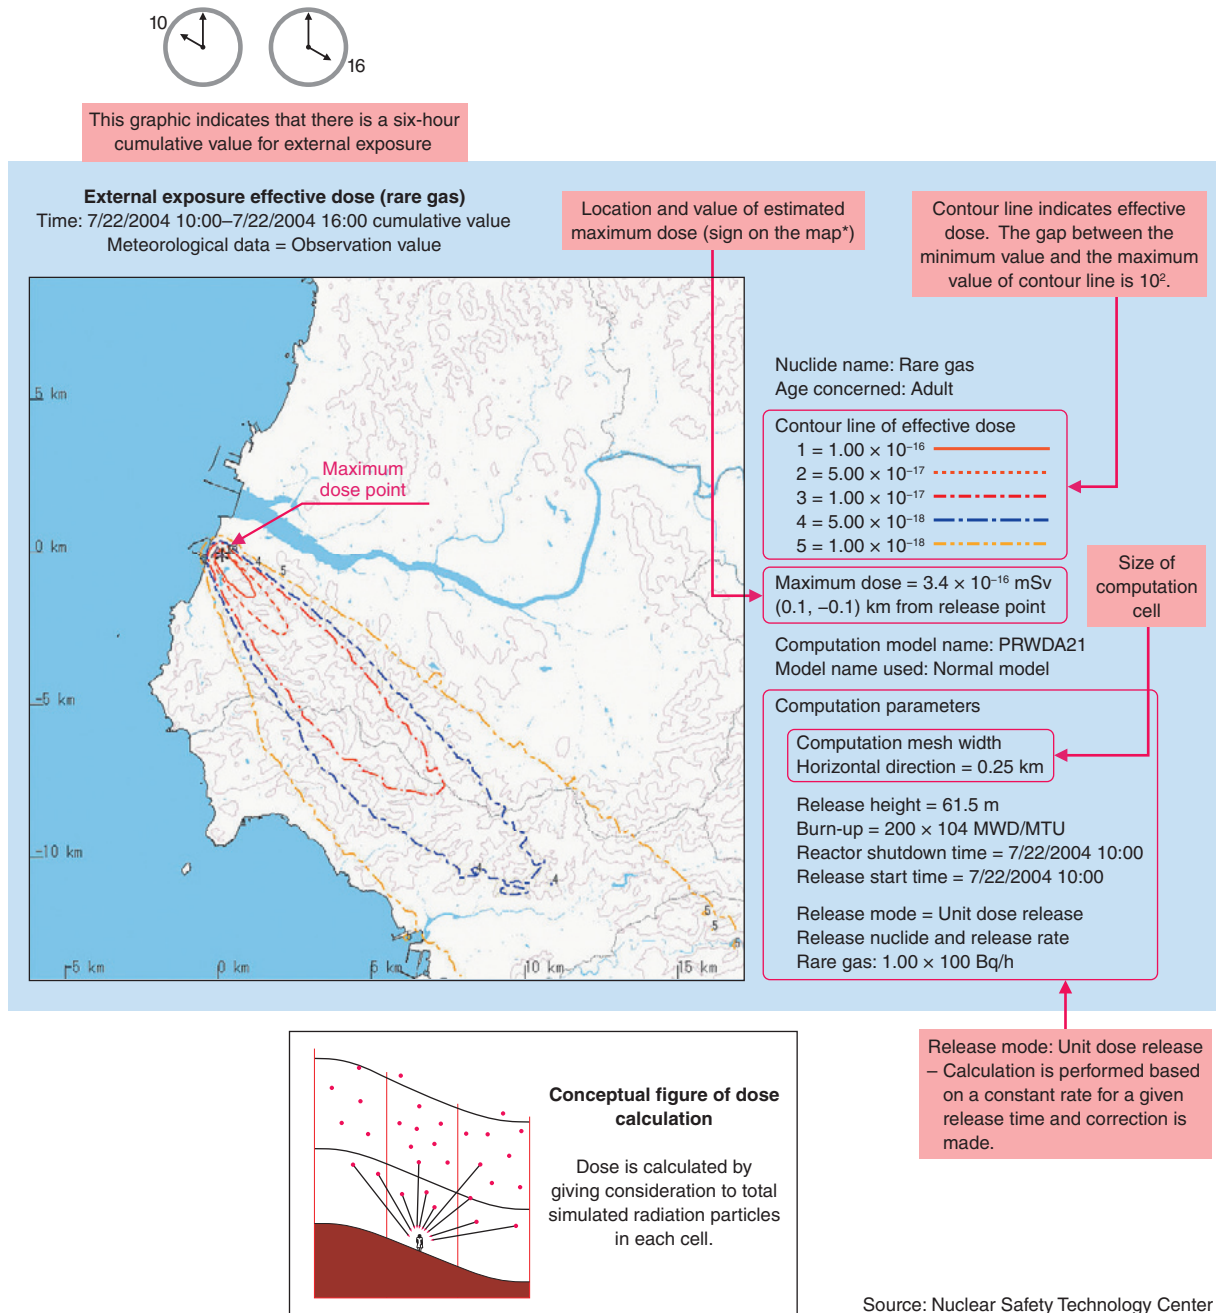 10
16
This graphic indicates that there is a six-hour
cumulative value for external exposure
External exposure effective dose (rare gas)
Time: 7/22/2004 10:00–7/22/2004 16:00 cumulative value
Meteorological data = Observation value
Location and value of estimated
maximum dose (sign on the map*)
Contour line indicates effective
dose. The gap between the
minimum value and the maximum
value of contour line is 10².
5 km
0 km
-5 km
-10 km
-5 km
0 km
5 km
10 km
15 km
Maximum
dose point
4
5
4
4
5
5
5
5
Nuclide name: Rare gas
Age concerned: Adult
Contour line of effective dose
1 = 1.00 × 10⁻¹⁶
2 = 5.00 × 10⁻¹⁷
3 = 1.00 × 10⁻¹⁷
4 = 5.00 × 10⁻¹⁸
5 = 1.00 × 10⁻¹⁸
Maximum dose = 3.4 × 10⁻¹⁶ mSv
(0.1, −0.1) km from release point
Size of
computation
cell
Computation model name: PRWDA21
Model name used: Normal model
Computation parameters
Computation mesh width
Horizontal direction = 0.25 km
Release height = 61.5 m
Burn-up = 200 × 104 MWD/MTU
Reactor shutdown time = 7/22/2004 10:00
Release start time = 7/22/2004 10:00
Release mode = Unit dose release
Release nuclide and release rate
Rare gas: 1.00 × 100 Bq/h
Release mode: Unit dose release
– Calculation is performed based
on a constant rate for a given
release time and correction is
made.
Conceptual figure of dose
calculation
Dose is calculated by
giving consideration to total
simulated radiation particles
in each cell.
Source: Nuclear Safety Technology Center